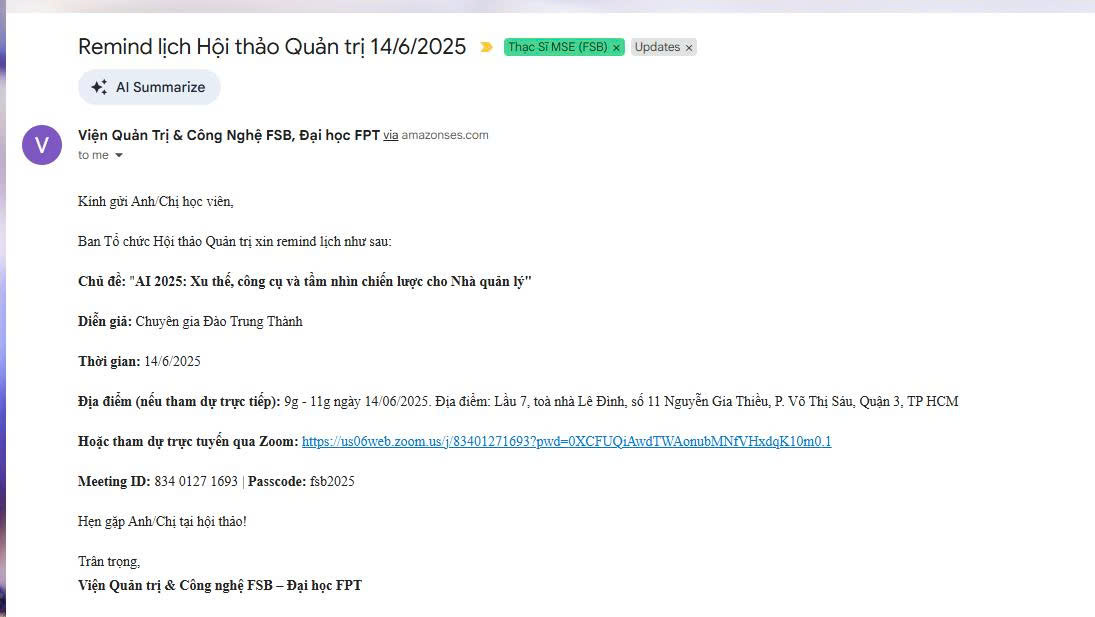 Remind lịch Hội thảo Quản trị 14/6/2025 Thạc Sĩ MSE (FSB) × Updates ×
AI Summarize
V
Viện Quản Trị & Công Nghệ FSB, Đại học FPT via amazonses.com
to me
Kính gửi Anh/Chị học viên,
Ban Tổ chức Hội thảo Quản trị xin remind lịch như sau:
Chủ đề: "AI 2025: Xu thế, công cụ và tầm nhìn chiến lược cho Nhà quản lý"
Diễn giả: Chuyên gia Đào Trung Thành
Thời gian: 14/6/2025
Địa điểm (nếu tham dự trực tiếp): 9g - 11g ngày 14/06/2025. Địa điểm: Lầu 7, toà nhà Lê Đình, số 11 Nguyễn Gia Thiều, P. Võ Thị Sáu, Quận 3, TP HCM
Hoặc tham dự trực tuyến qua Zoom: https://us06web.zoom.us/j/83401271693?pwd=0XCFUQiAwdTWAonubMNfVHxdqK10m0.1
Meeting ID: 834 0127 1693 | Passcode: fsb2025
Hẹn gặp Anh/Chị tại hội thảo!
Trân trọng,
Viện Quản trị & Công nghệ FSB – Đại học FPT